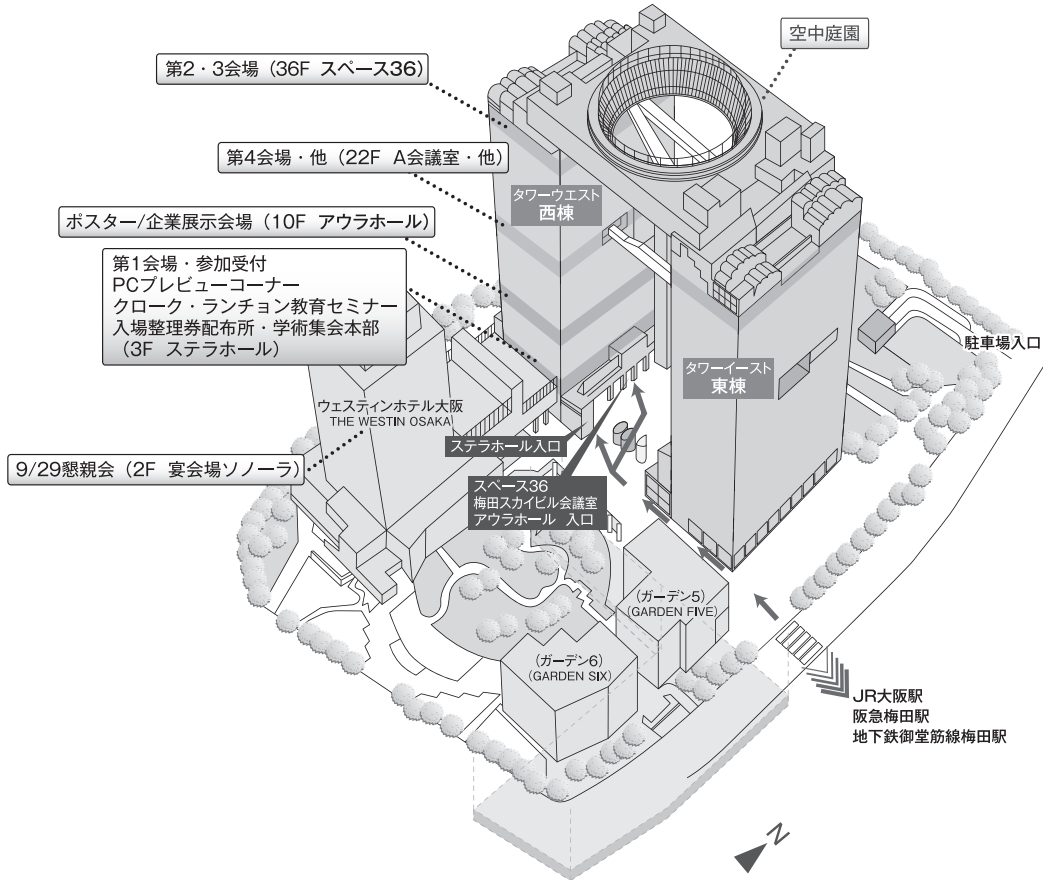 空中庭園
第2・3会場（36F スペース36）
第4会場・他（22F A会議室・他）
タワーウエスト
西棟
ポスター/企業展示会場（10F アウラホール）
第1会場・参加受付
PCプレビューコーナー
クローク・ランチョン教育セミナー
入場整理券配布所・学術集会本部
（3F ステラホール）
駐車場入口
タワーイースト
東棟
ウェスティンホテル大阪
THE WESTIN OSAKA
ステラホール入口
9/29懇親会（2F 宴会場ソノーラ）
スペース36
梅田スカイビル会議室
アウラホール 入口
（ガーデン5）
(GARDEN FIVE)
（ガーデン6）
(GARDEN SIX)
JR大阪駅
阪急梅田駅
地下鉄御堂筋線梅田駅
N